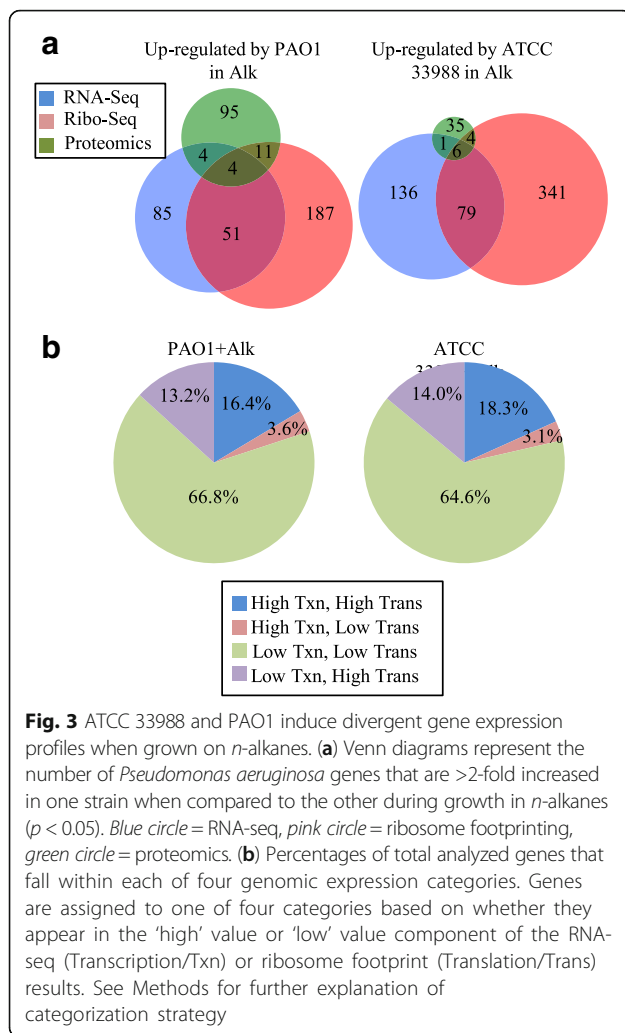 a
Up-regulated by PAO1
in Alk
Up-regulated by ATCC
33988 in Alk
RNA-Seq
Ribo-Seq
Proteomics
95
4
4
11
85
51
187
35
1
6
4
136
79
341
b
PAO1+Alk
13.2%
16.4%
3.6%
66.8%
ATCC
14.0%
18.3%
3.1%
64.6%
High Txn, High Trans
High Txn, Low Trans
Low Txn, Low Trans
Low Txn, High Trans
Fig. 3 ATCC 33988 and PAO1 induce divergent gene expression
profiles when grown on n-alkanes. (a) Venn diagrams represent the
number of Pseudomonas aeruginosa genes that are >2-fold increased
in one strain when compared to the other during growth in n-alkanes
(p < 0.05). Blue circle = RNA-seq, pink circle = ribosome footprinting,
green circle = proteomics. (b) Percentages of total analyzed genes that
fall within each of four genomic expression categories. Genes
are assigned to one of four categories based on whether they
appear in the ‘high’ value or ‘low’ value component of the RNA-
seq (Transcription/Txn) or ribosome footprint (Translation/Trans)
results. See Methods for further explanation of
categorization strategy